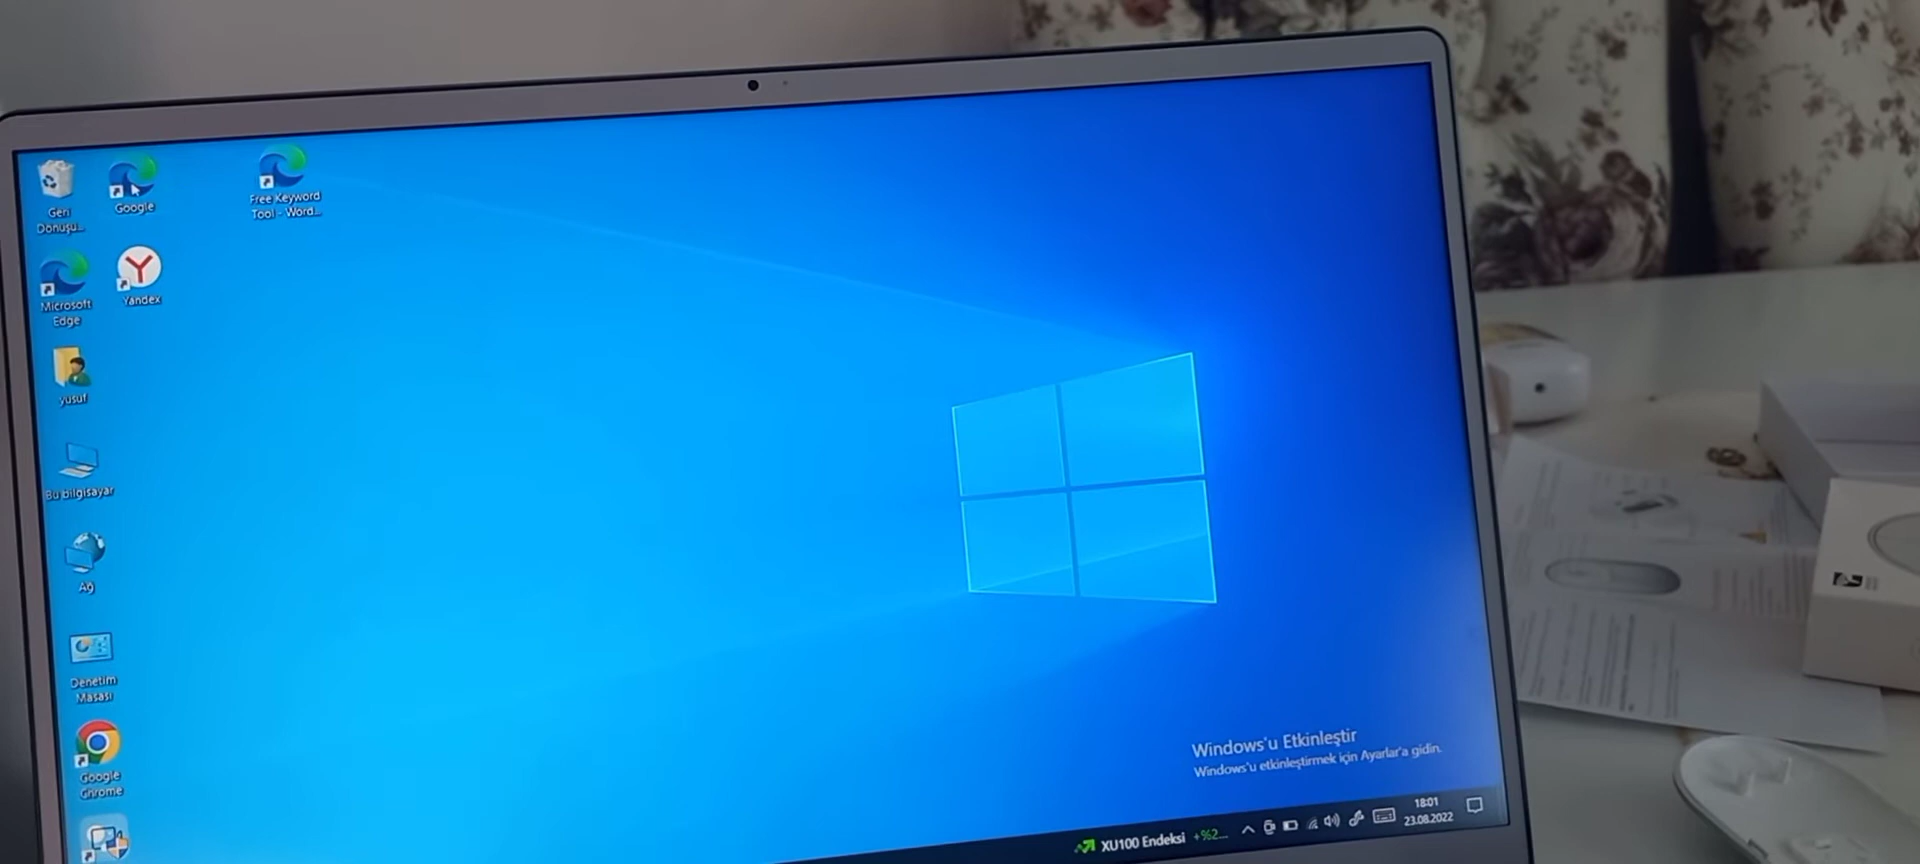 Geri
Dönüşü...
Google
Free Keyword
Tool - Word...
Microsoft
Edge
Yandex
yusuf
Bu bilgisayar
Ağ
Denetim
Masası
Google
Chrome
Windows'u Etkinleştir
Windows'u etkinleştirmek için Ayarlar'a gidin.
XU100 Endeksi +%2...
18:01
23.08.2022